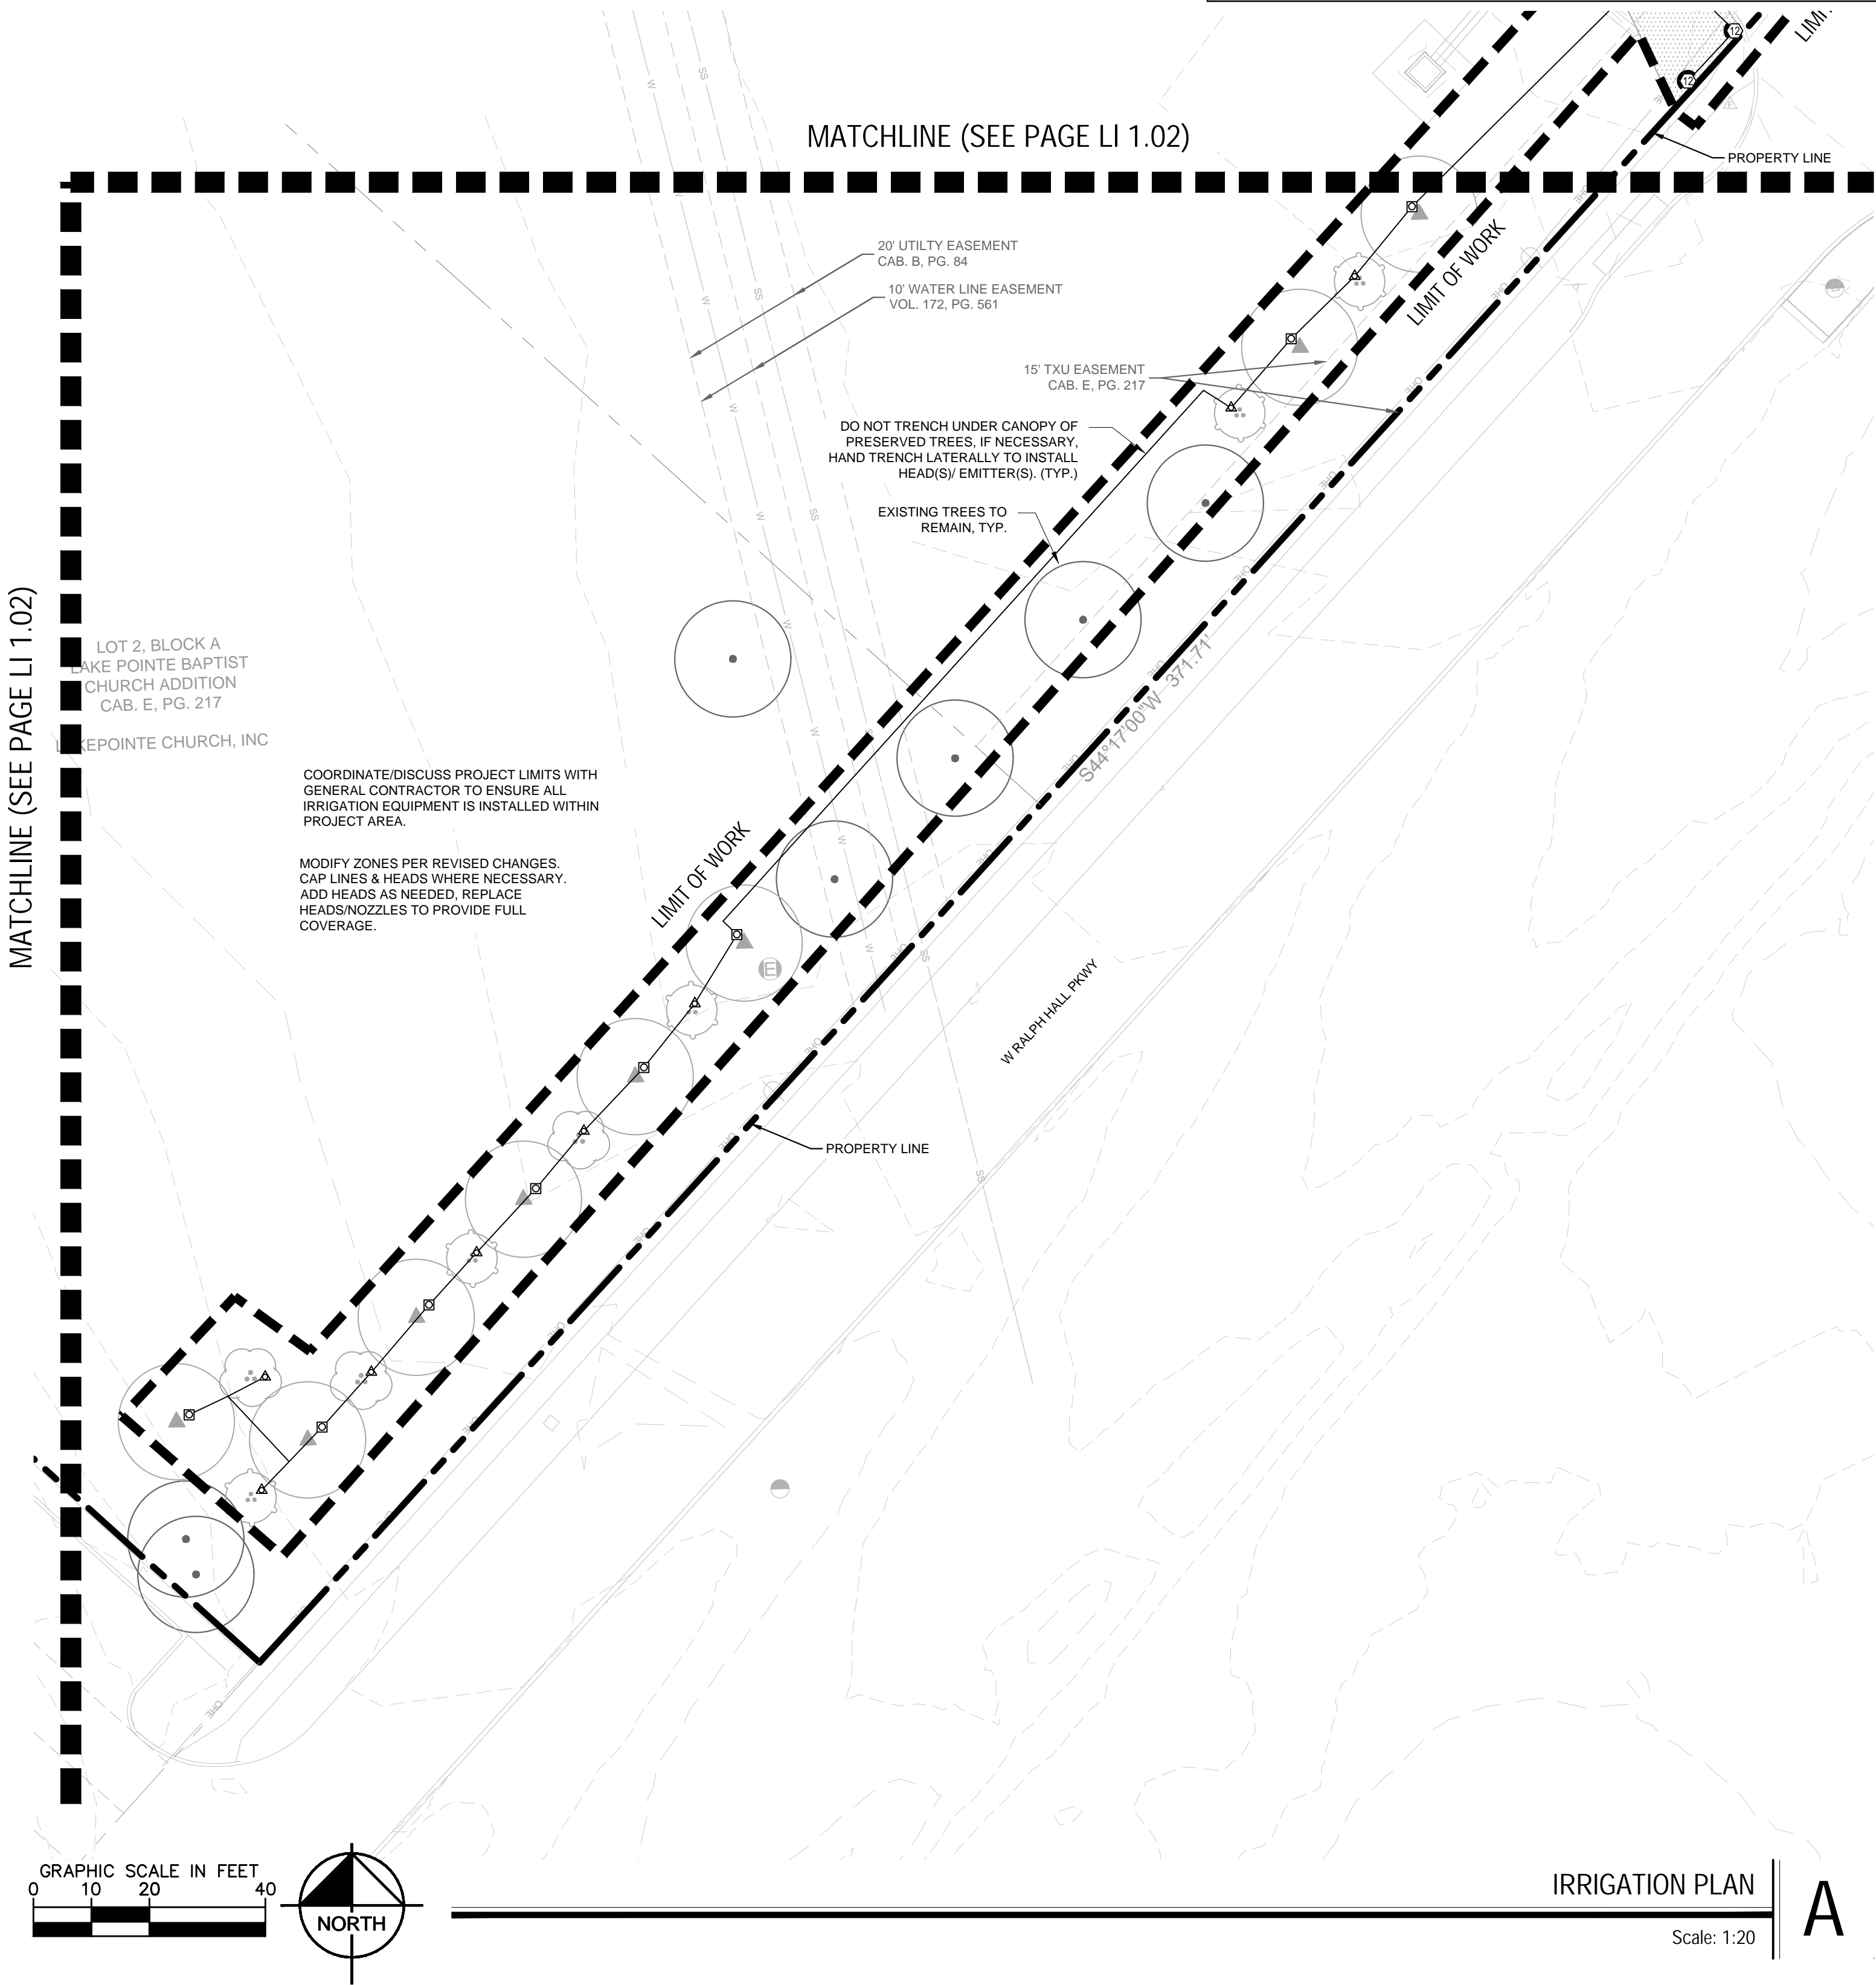 LIMIT
12
12
MATCHLINE (SEE PAGE LI 1.02)
PROPERTY LINE
20' UTILTY EASEMENT
CAB. B, PG. 84
10' WATER LINE EASEMENT
VOL. 172, PG. 561
LIMIT OF WORK
15' TXU EASEMENT
CAB. E, PG. 217
DO NOT TRENCH UNDER CANOPY OF
PRESERVED TREES, IF NECESSARY,
HAND TRENCH LATERALLY TO INSTALL
HEAD(S)/ EMITTER(S). (TYP.)
EXISTING TREES TO
REMAIN, TYP.
MATCHLINE (SEE PAGE LI 1.02)
LOT 2, BLOCK A
LAKE POINTE BAPTIST
CHURCH ADDITION
CAB. E, PG. 217
LAKEPOINTE CHURCH, INC
S44°17'00"W 371.71'
COORDINATE/DISCUSS PROJECT LIMITS WITH
GENERAL CONTRACTOR TO ENSURE ALL
IRRIGATION EQUIPMENT IS INSTALLED WITHIN
PROJECT AREA.
MODIFY ZONES PER REVISED CHANGES.
CAP LINES & HEADS WHERE NECESSARY.
ADD HEADS AS NEEDED, REPLACE
HEADS/NOZZLES TO PROVIDE FULL
COVERAGE.
LIMIT OF WORK
E
W RALPH HALL PKWY
PROPERTY LINE
SS
OHE
GRAPHIC SCALE IN FEET
0 10 20 40
NORTH
IRRIGATION PLAN
Scale: 1:20
A